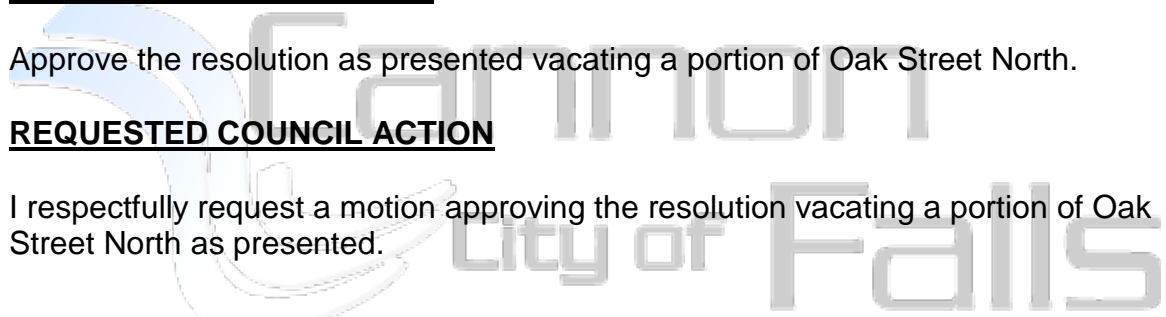 Approve the resolution as presented vacating a portion of Oak Street North.
REQUESTED COUNCIL ACTION
I respectfully request a motion approving the resolution vacating a portion of Oak
Street North as presented.
Cannon
City of Falls